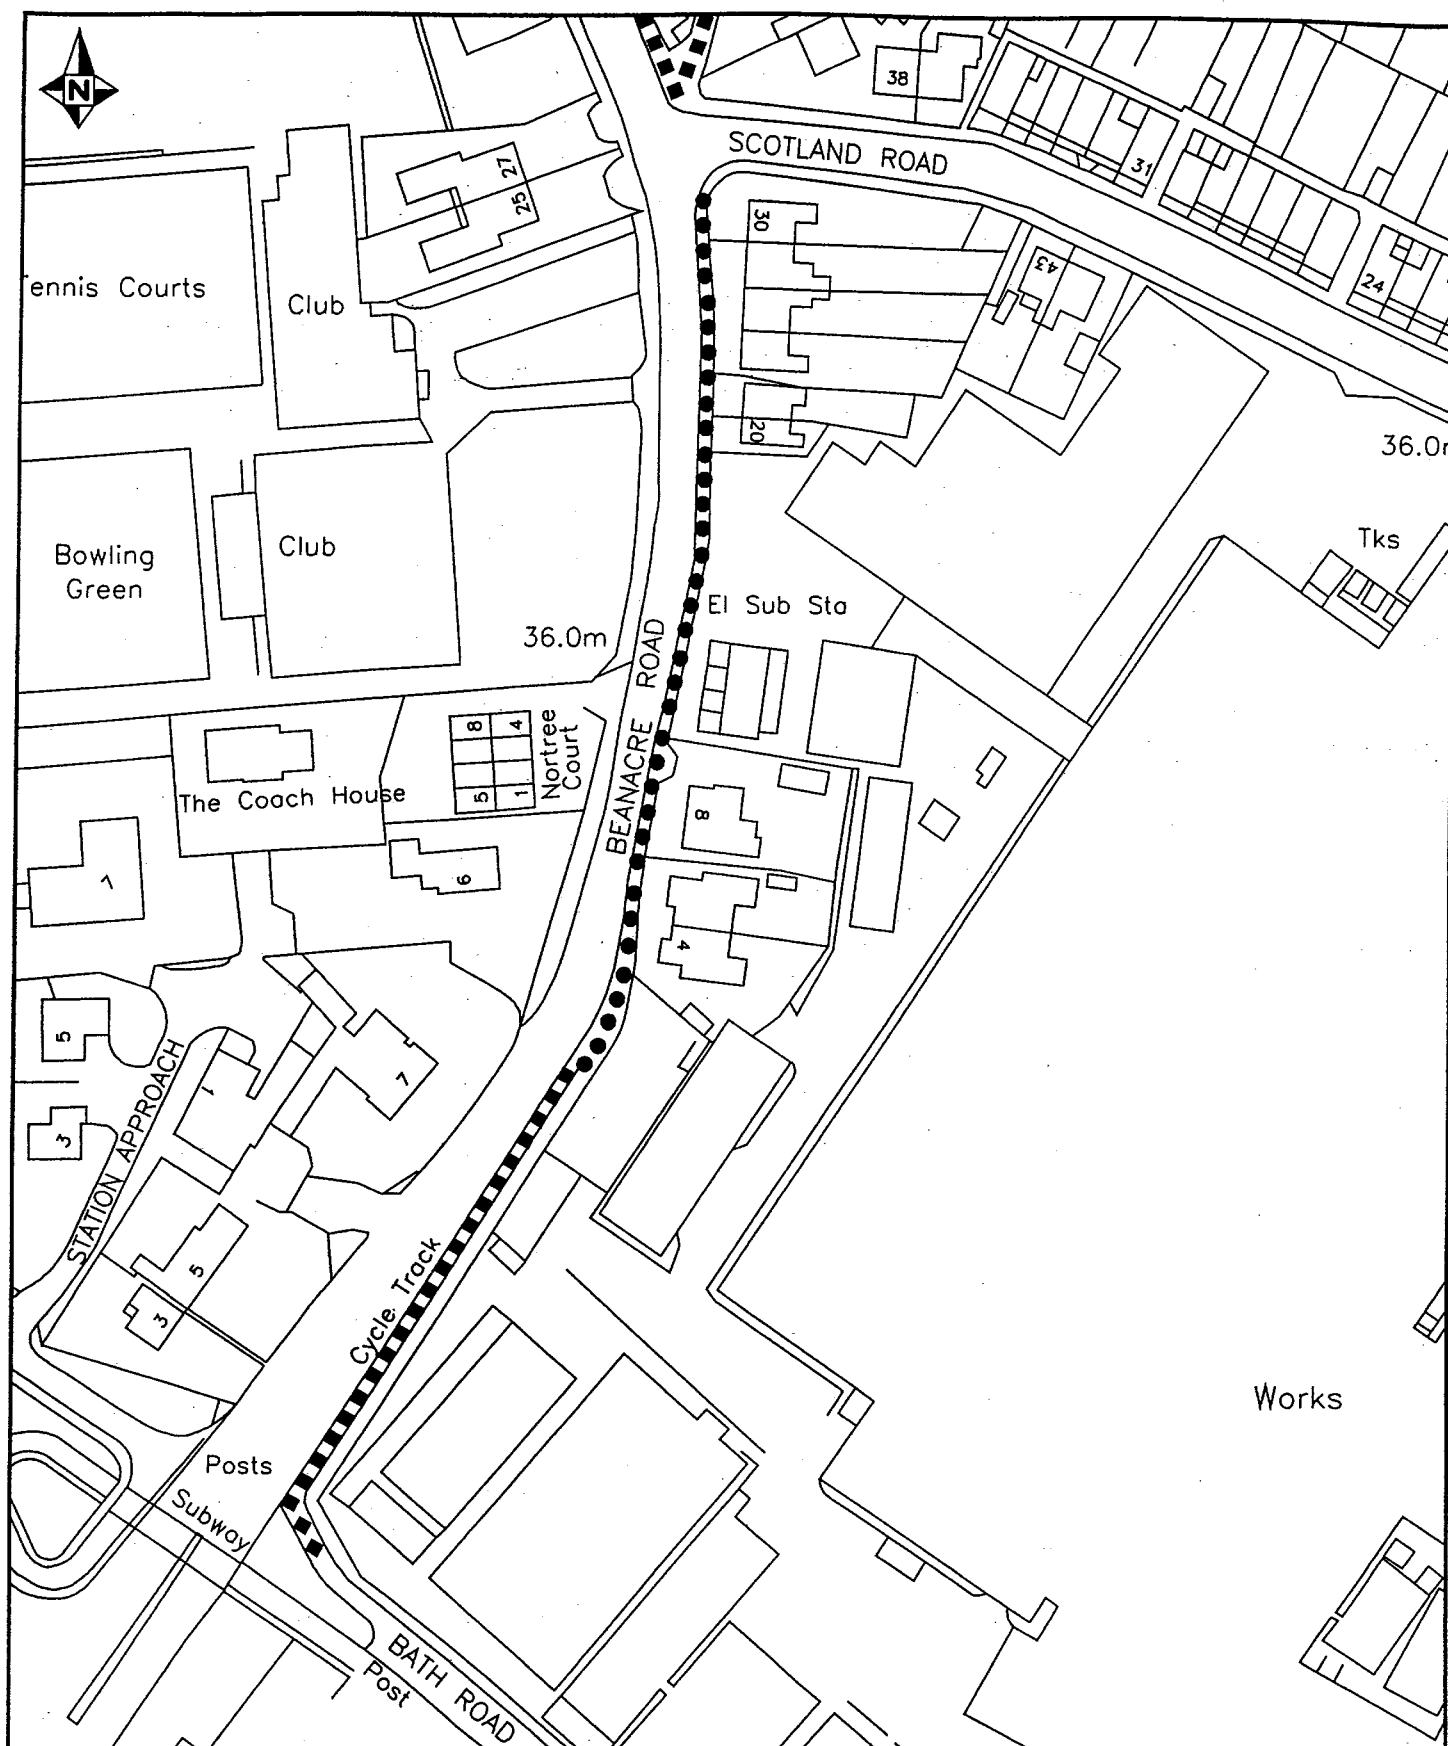 N
38
SCOTLAND ROAD
31
27
25
30
43
24
ennis Courts
Club
20
36.0m
Tks
Bowling
Green
Club
El Sub Sta
36.0m
BEANACRE ROAD
8
4
5
1
Nortree
Court
The Coach House
8
7
6
4
5
7
1
3
STATION APPROACH
5
3
Cycle Track
Works
Posts
Subway
BATH ROAD
Post